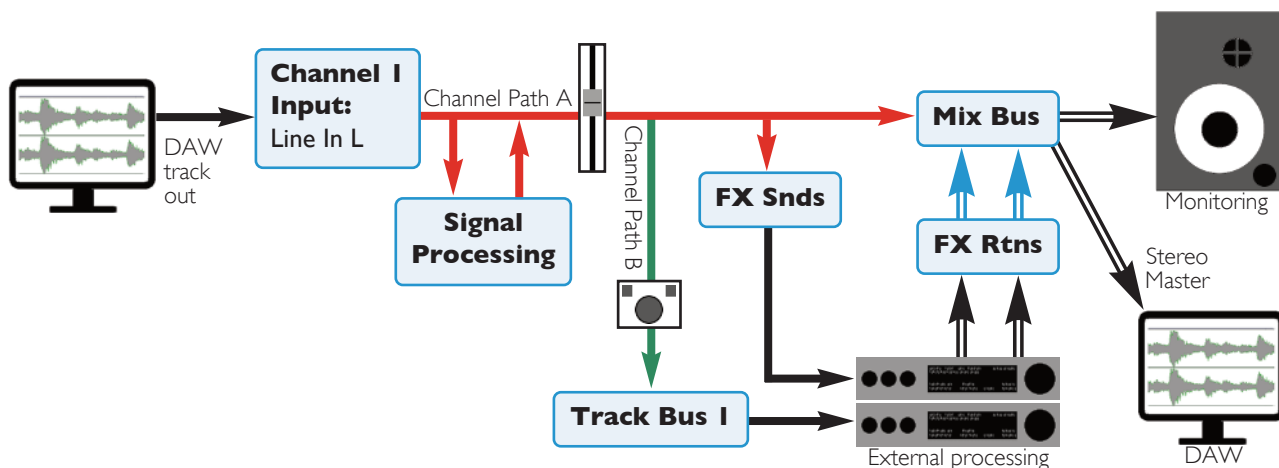 Channel 1
Input:
Line In L
DAW
track
out
Channel Path A
Signal
Processing
Channel Path B
Track Bus 1
FX Snds
Mix Bus
FX Rtns
External processing
Monitoring
Stereo
Master
DAW